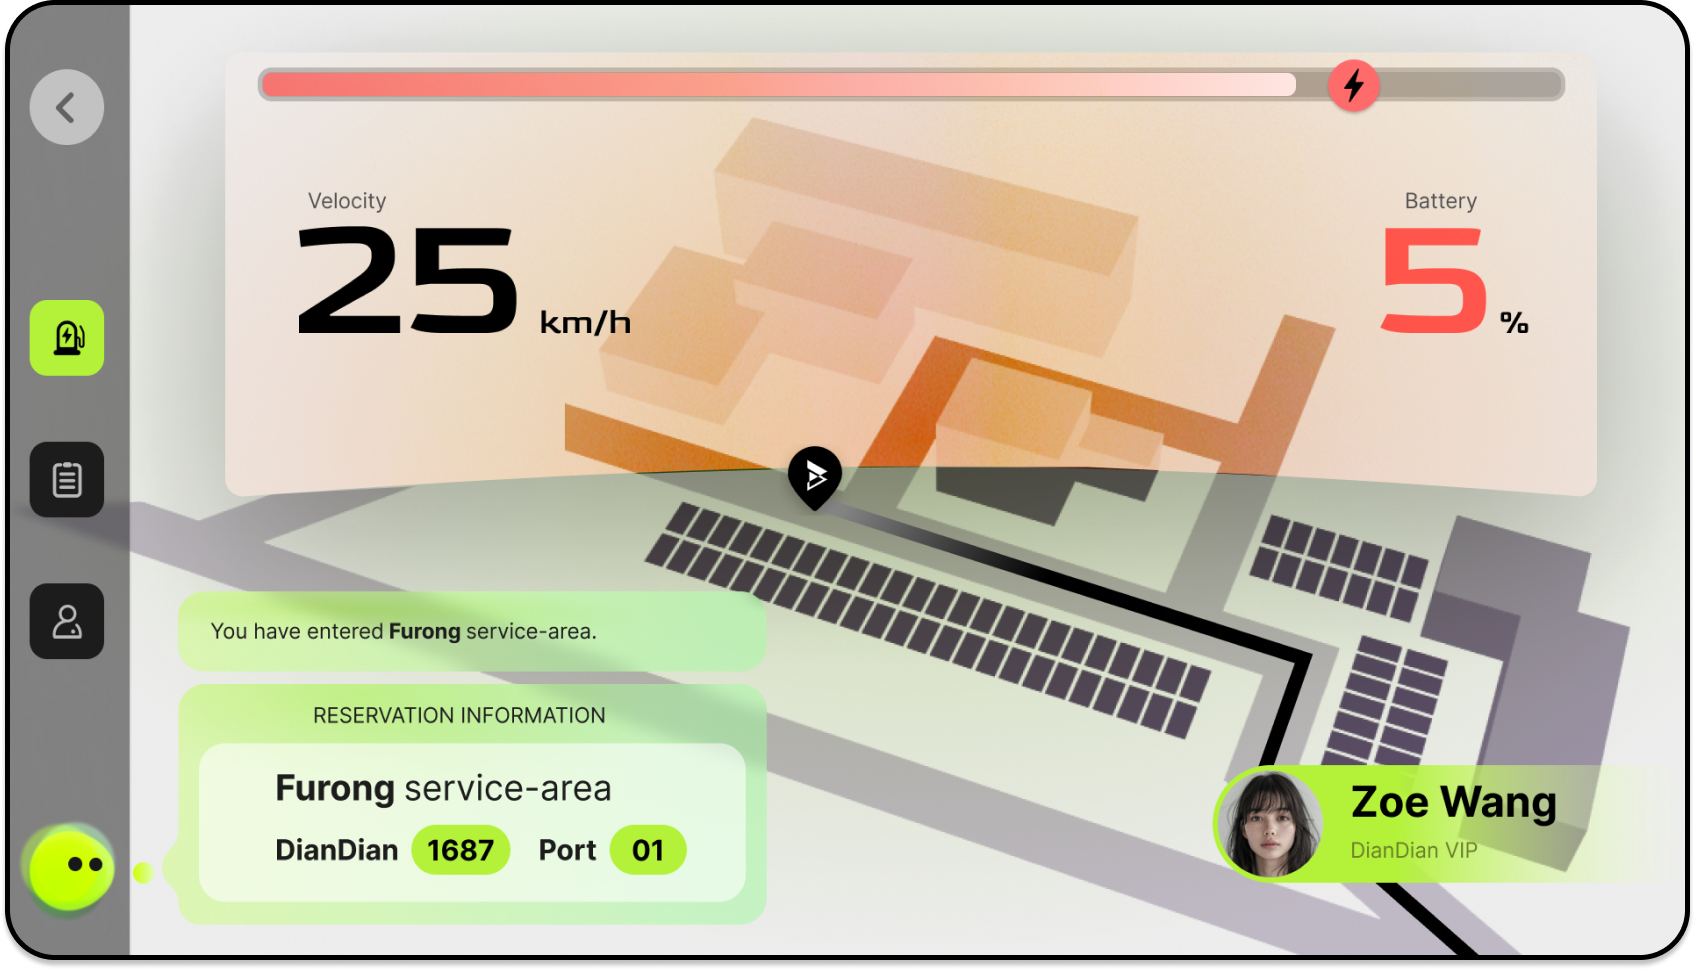 Velocity
25 km/h
Battery
5 %
You have entered Furong service-area.
RESERVATION INFORMATION
Furong service-area
DianDian 1687 Port 01
Zoe Wang
DianDian VIP